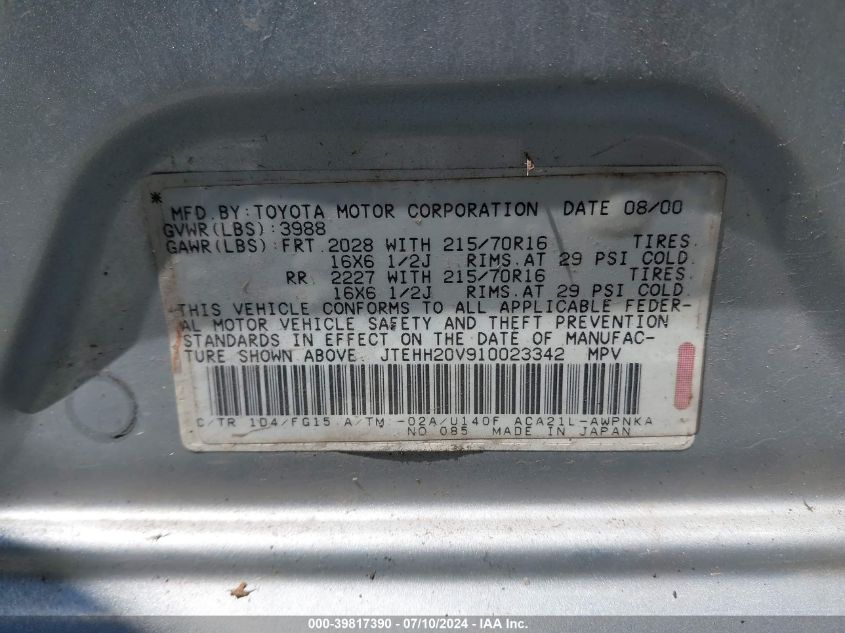 * MFD.BY:TOYOTA MOTOR CORPORATION DATE 08/00
GVWR(LBS):3988
GAWR(LBS):FRT.2028 WITH 215/70R16 TIRES.
16X6 1/2J RIMS.AT 29 PSI COLD.
RR. 2227 WITH 215/70R16 TIRES.
16X6 1/2J RIMS.AT 29 PSI COLD.
THIS VEHICLE CONFORMS TO ALL APPLICABLE FEDER-
AL MOTOR VEHICLE SAFETY AND THEFT PREVENTION
STANDARDS IN EFFECT ON THE DATE OF MANUFAC-
TURE SHOWN ABOVE. JTEHH20V910023342 MPV
C/TR 1D4/FG15 A/TM -02A/U140F ACA21L-AWPNKA
NO 085 MADE IN JAPAN
000-39817390 - 07/10/2024 - IAA Inc.